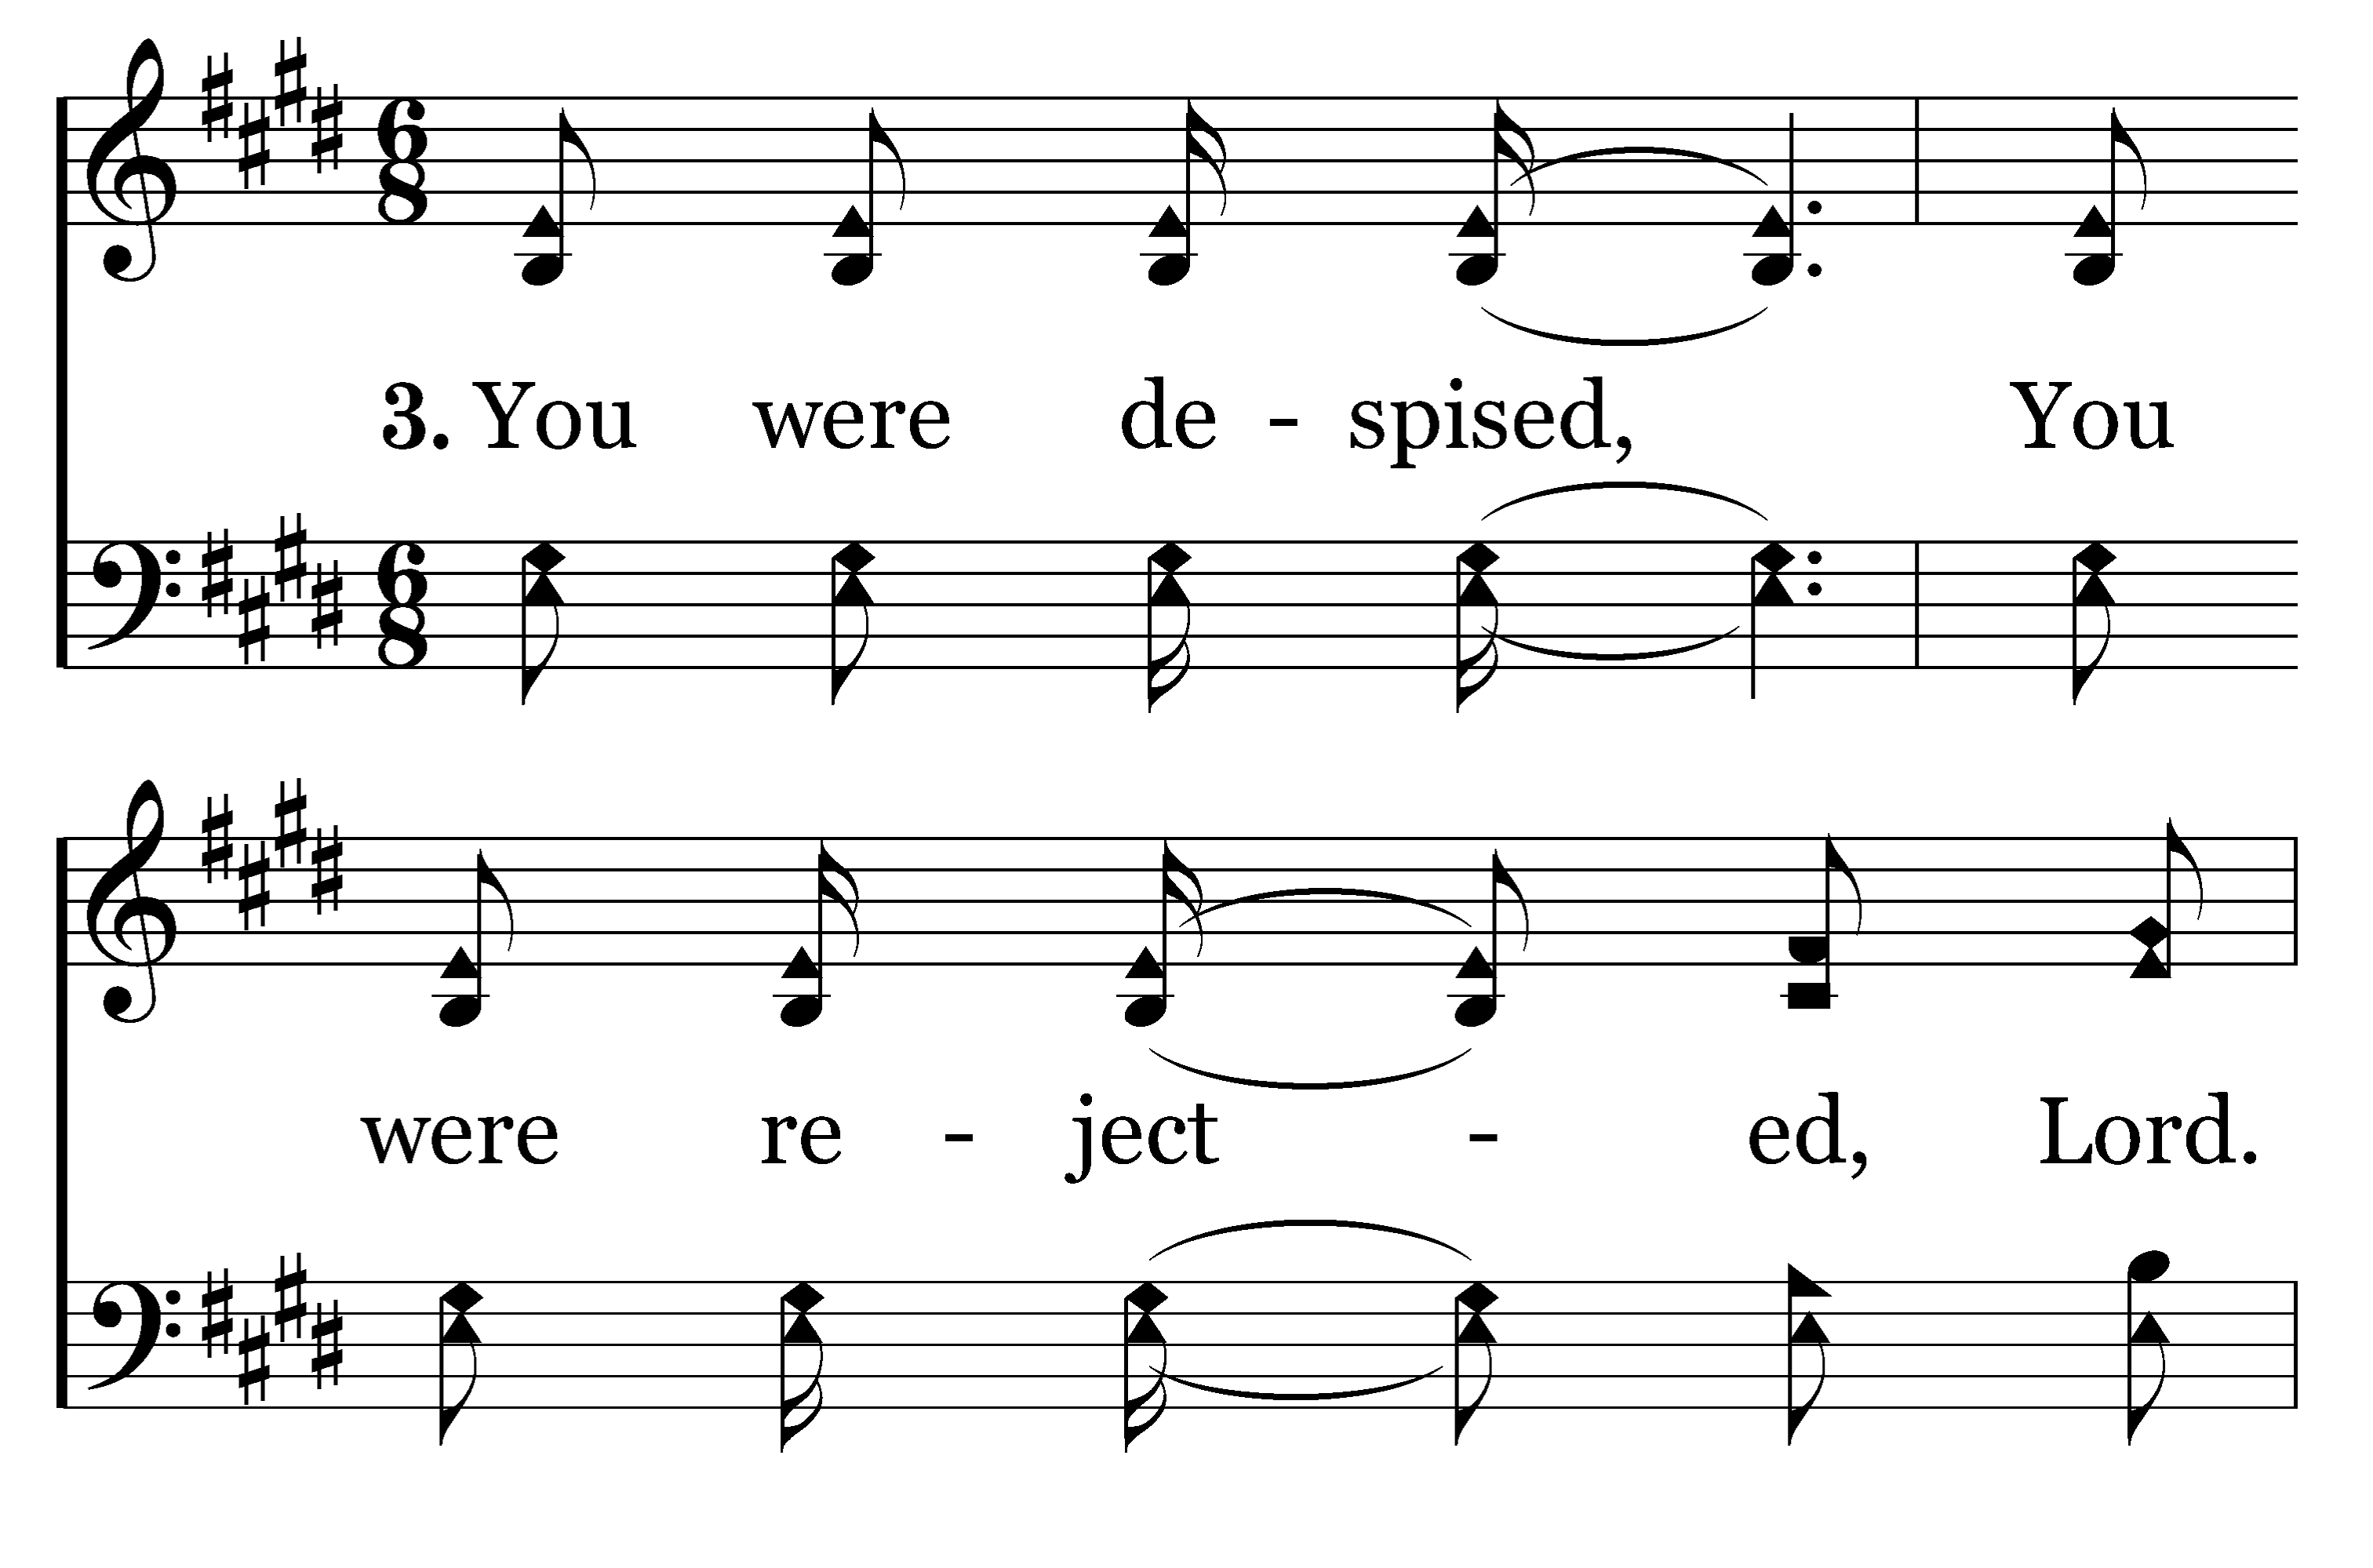 3. You were de - spised, You
were re - ject - ed, Lord.